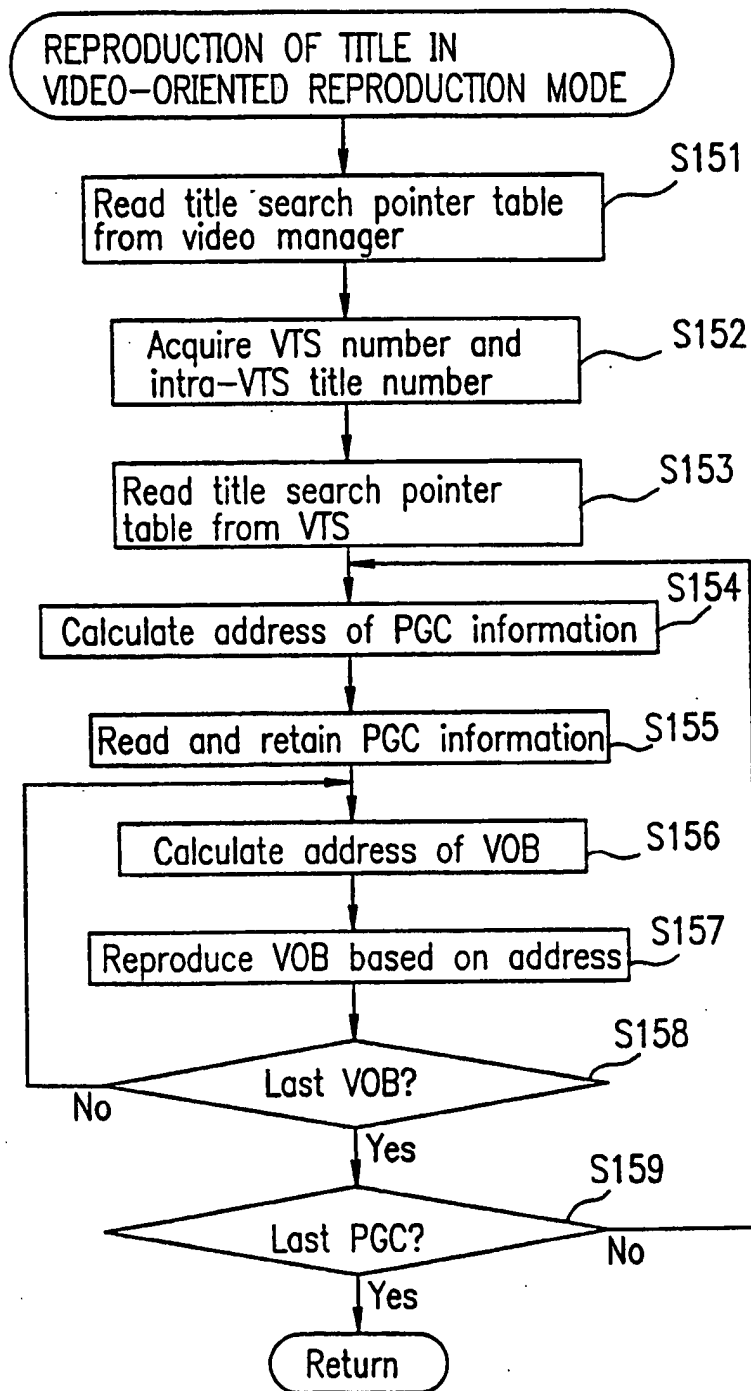 REPRODUCTION OF TITLE IN
VIDEO-ORIENTED REPRODUCTION MODE
S151
Read title search pointer table
from video manager
S152
Acquire VTS number and
intra-VTS title number
S153
Read title search pointer
table from VTS
S154
Calculate address of PGC information
S155
Read and retain PGC information
S156
Calculate address of VOB
S157
Reproduce VOB based on address
S158
Last VOB?
No
Yes
S159
Last PGC?
No
Yes
Return